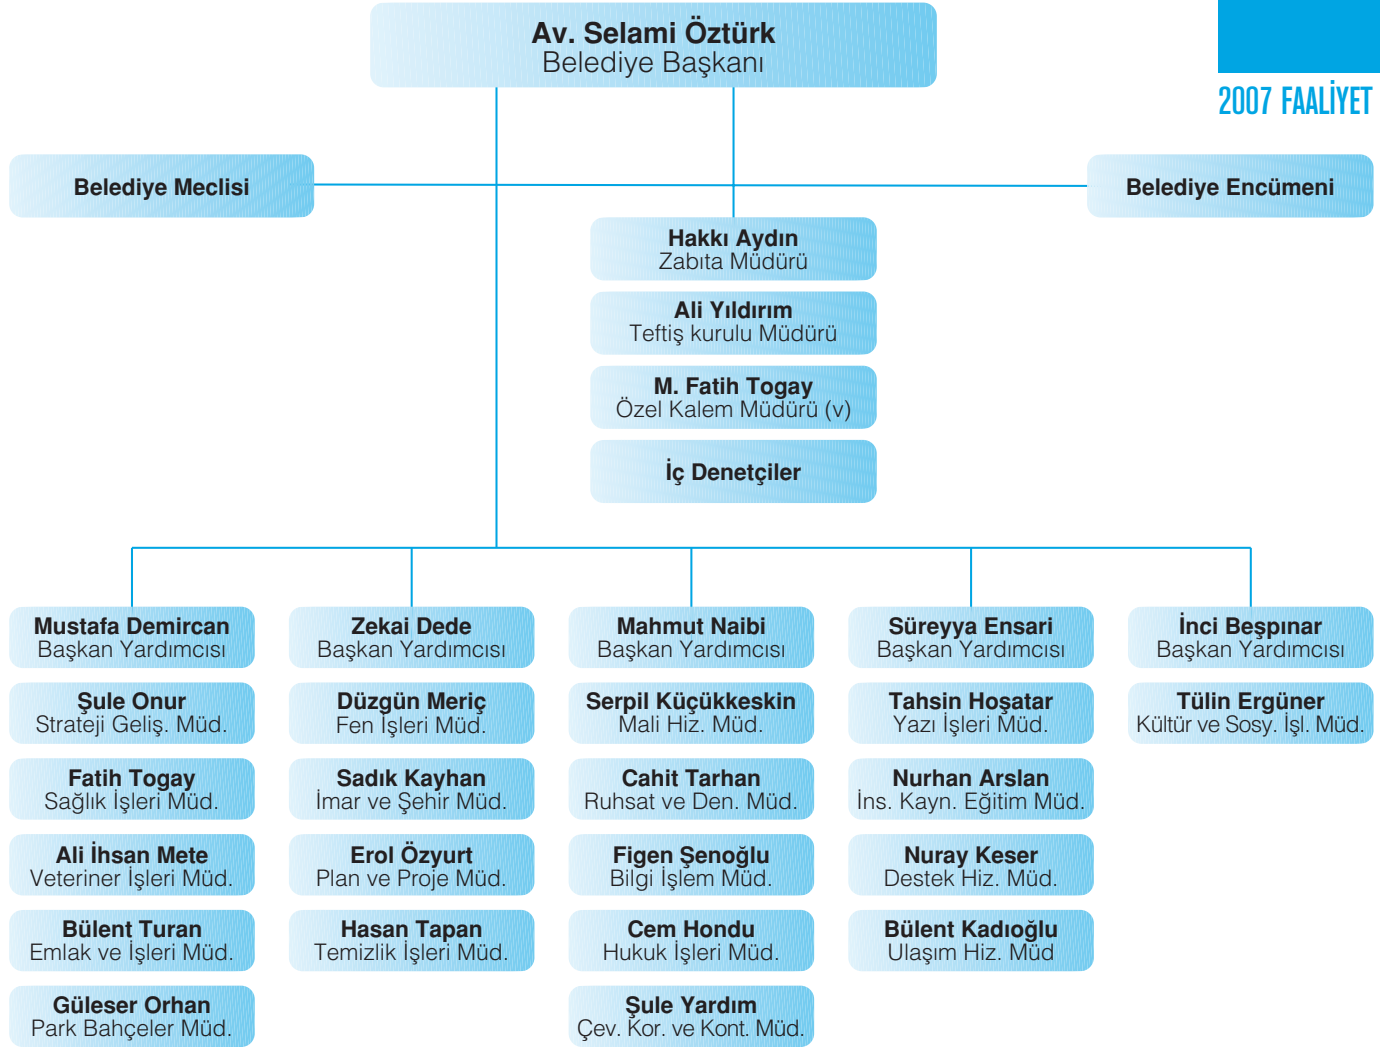 Av. Selami Öztürk
Belediye Başkanı
2007 FAALİYET
Belediye Meclisi
Belediye Encümeni
Hakkı Aydın
Zabıta Müdürü
Ali Yıldırım
Teftiş kurulu Müdürü
M. Fatih Togay
Özel Kalem Müdürü (v)
İç Denetçiler
Mustafa Demircan
Başkan Yardımcısı
Şule Onur
Strateji Geliş. Müd.
Fatih Togay
Sağlık İşleri Müd.
Ali İhsan Mete
Veteriner İşleri Müd.
Bülent Turan
Emlak ve İşleri Müd.
Güleser Orhan
Park Bahçeler Müd.
Zekai Dede
Başkan Yardımcısı
Düzgün Meriç
Fen İşleri Müd.
Sadık Kayhan
İmar ve Şehir Müd.
Erol Özyurt
Plan ve Proje Müd.
Hasan Tapan
Temizlik İşleri Müd.
Mahmut Naibi
Başkan Yardımcısı
Serpil Küçükkeskin
Mali Hiz. Müd.
Cahit Tarhan
Ruhsat ve Den. Müd.
Figen Şenoğlu
Bilgi İşlem Müd.
Cem Hondu
Hukuk İşleri Müd.
Şule Yardım
Çev. Kor. ve Kont. Müd.
Süreyya Ensari
Başkan Yardımcısı
Tahsin Hoşatar
Yazı İşleri Müd.
Nurhan Arslan
İns. Kayn. Eğitim Müd.
Nuray Keser
Destek Hiz. Müd.
Bülent Kadıoğlu
Ulaşım Hiz. Müd
İnci Beşpınar
Başkan Yardımcısı
Tülin Ergüner
Kültür ve Sosy. İşl. Müd.